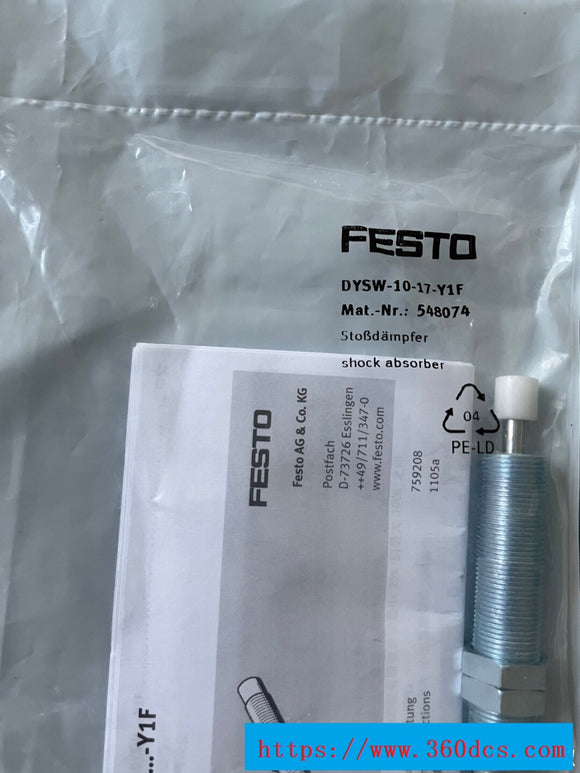 FESTO
DYSW-10-17-Y1F
Mat.-Nr.: 548074
Stoßdämpfer
shock absorber
04
PE-LD
FESTO
Festo AG & Co. KG
Postfach
D-73726 Esslingen
++49/711/347-0
www.festo.com
759208
1105a
...-Y1F
https://www.360dcs.com